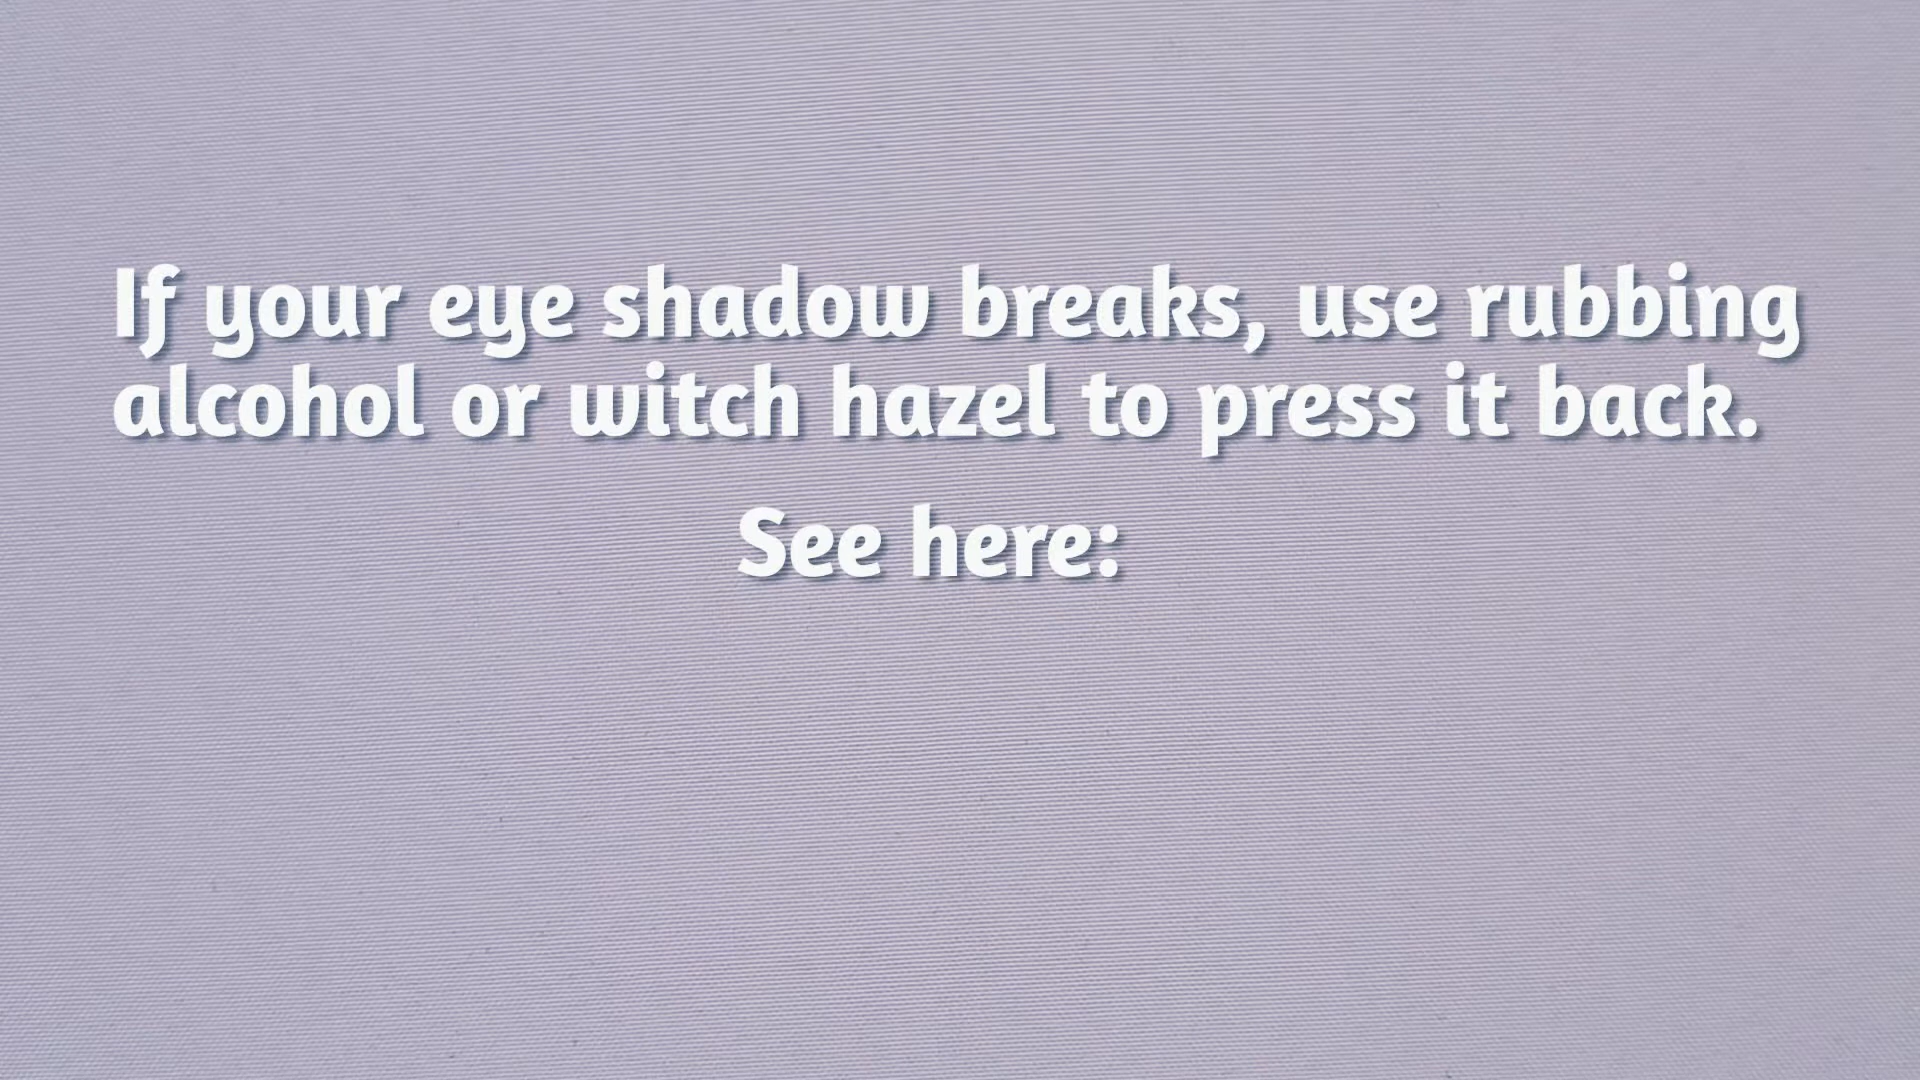 If your eye shadow breaks, use rubbing
alcohol or witch hazel to press it back.
See here: